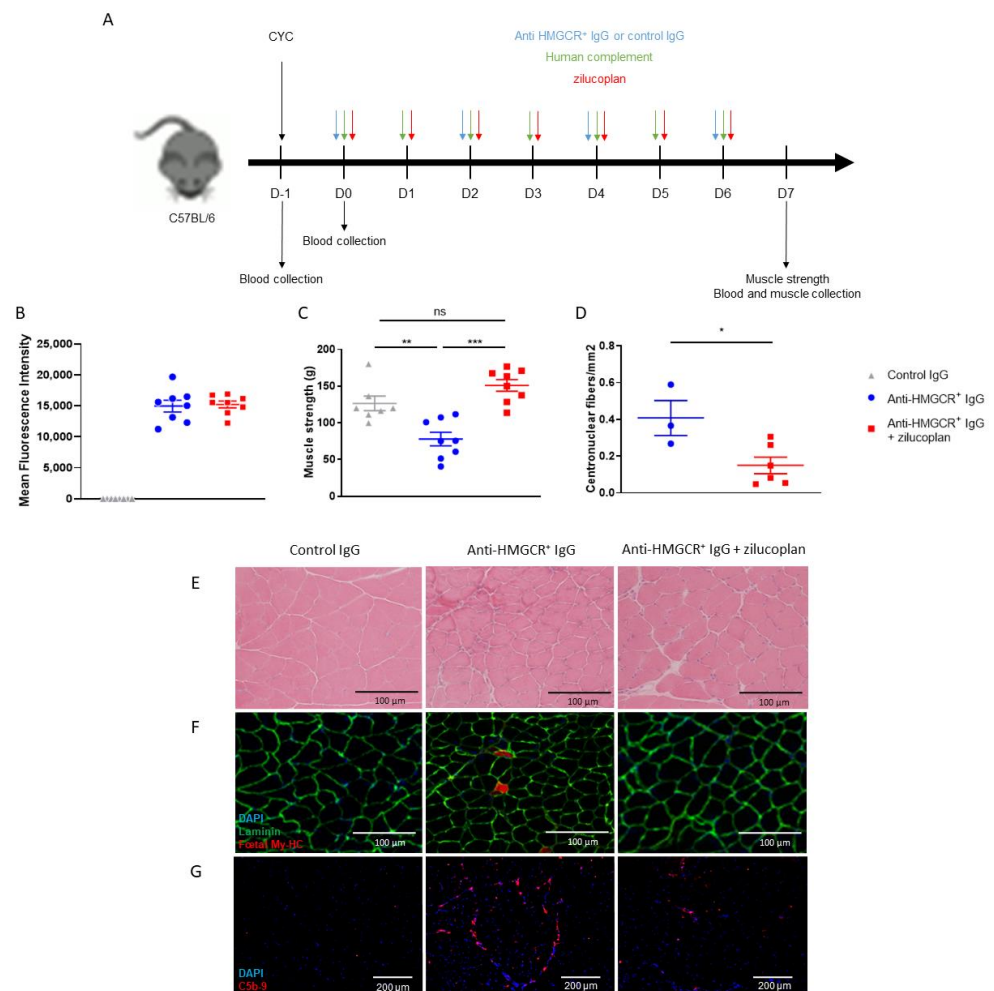 A
CYC
Anti HMGCR⁺ IgG or control IgG
Human complement
zilucoplan
C57BL/6
D-1 D0 D1 D2 D3 D4 D5 D6 D7
Blood collection
Blood collection
Muscle strength
Blood and muscle collection
B
Mean Fluorescence Intensity
25,000
20,000
15,000
10,000
5,000
0
C
ns
** ***
Muscle strength (g)
200
150
100
50
0
D
*
Centronuclear fibers/mm2
0.8
0.6
0.4
0.2
0.0
Control IgG
Anti-HMGCR⁺ IgG
Anti-HMGCR⁺ IgG
+ zilucoplan
Control IgG Anti-HMGCR⁺ IgG Anti-HMGCR⁺ IgG + zilucoplan
E
100 µm 100 µm 100 µm
F
DAPI
Laminin
Fœtal My-HC
100 µm 100 µm 100 µm
G
DAPI
C5b-9
200 µm 200 µm 200 µm